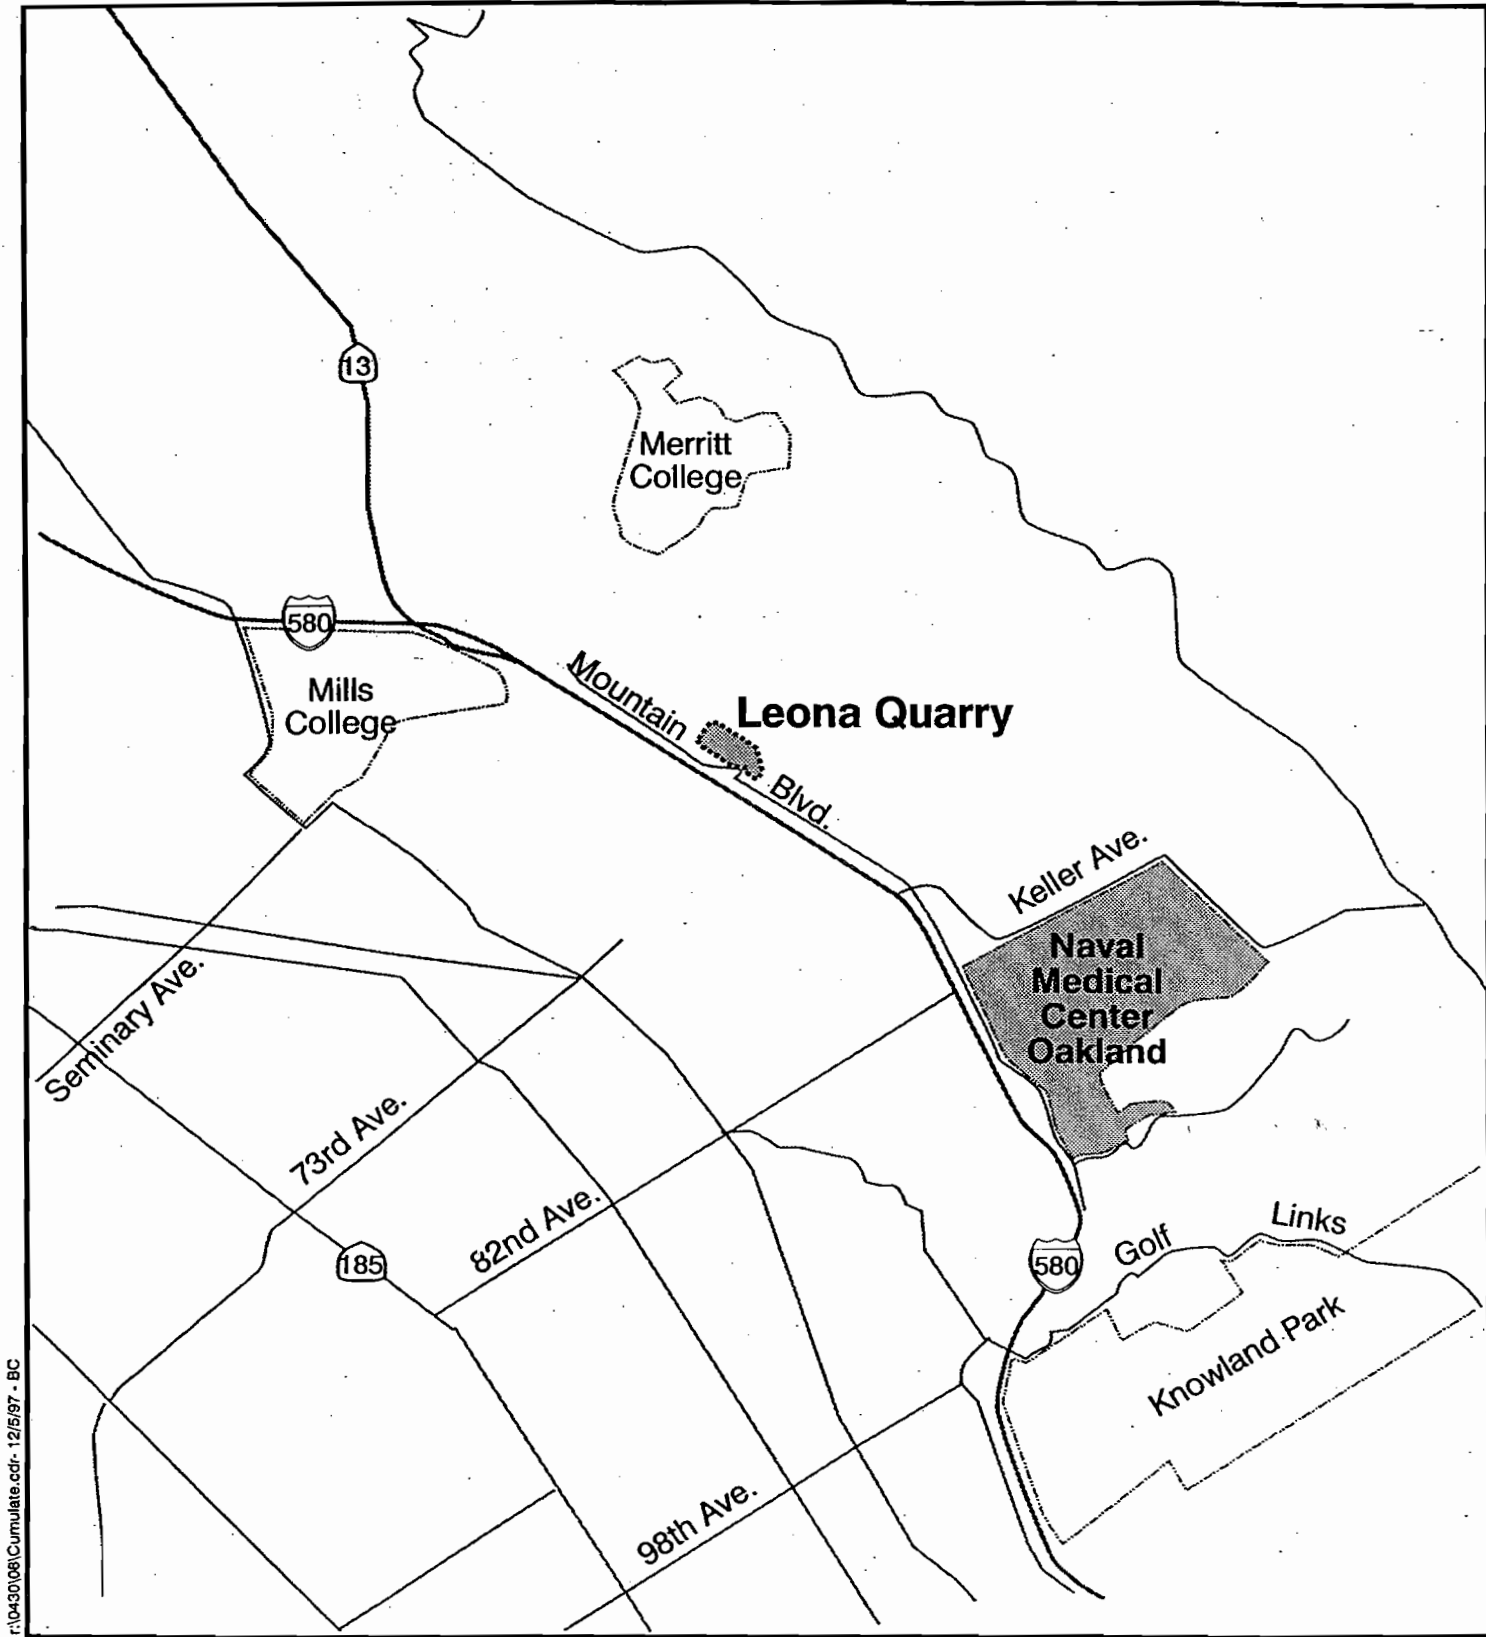 13
Merritt
College
580
Mills
College
Mountain
Blvd.
Leona Quarry
Keller Ave.
Naval
Medical
Center
Oakland
Seminary Ave.
73rd Ave.
82nd Ave.
185
580
Golf
Links
Knowland Park
98th Ave.
r:\0430\08\Cumulate.cdr- 12/5/97 - BC